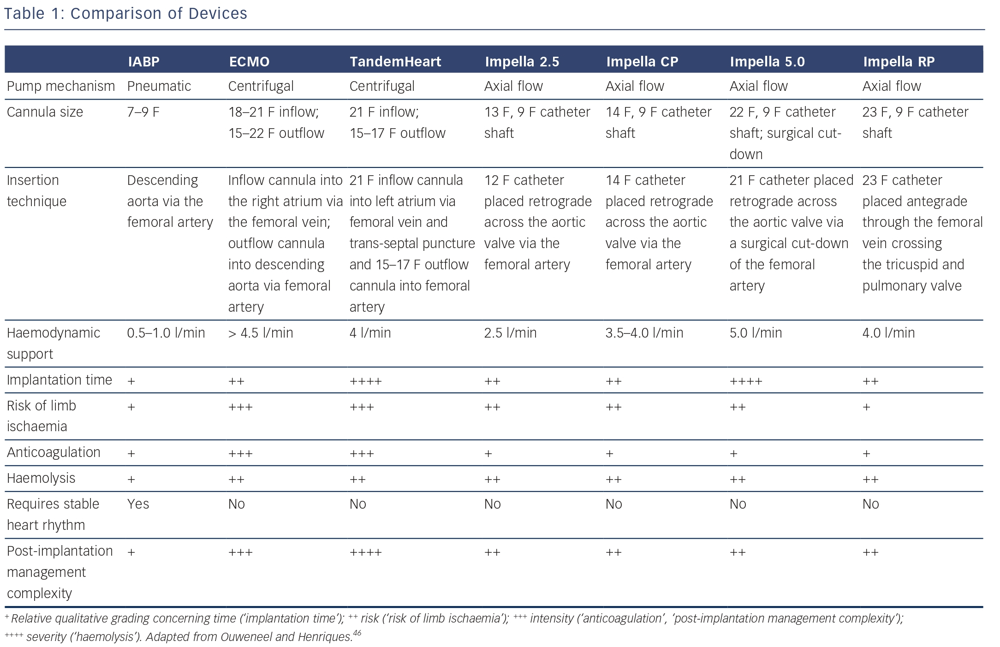 Table 1: Comparison of Devices
IABP ECMO TandemHeart Impella 2.5 Impella CP Impella 5.0 Impella RP
Pump mechanism Pneumatic Centrifugal Centrifugal Axial flow Axial flow Axial flow Axial flow
Cannula size 7–9 F 18–21 F inflow; 21 F inflow; 13 F, 9 F catheter 14 F, 9 F catheter 22 F, 9 F catheter 23 F, 9 F catheter
15–22 F outflow 15–17 F outflow shaft shaft shaft; surgical cut- shaft
down
Insertion Descending Inflow cannula into 21 F inflow cannula 12 F catheter 14 F catheter 21 F catheter placed 23 F catheter
technique aorta via the the right atrium via into left atrium via placed retrograde placed retrograde retrograde across placed antegrade
femoral artery the femoral vein; femoral vein and across the aortic across the aortic the aortic valve via through the femoral
outflow cannula trans-septal puncture valve via the valve via the a surgical cut-down vein crossing
into descending and 15–17 F outflow femoral artery femoral artery of the femoral the tricuspid and
aorta via femoral cannula into femoral artery pulmonary valve
artery artery
Haemodynamic 0.5–1.0 l/min > 4.5 l/min 4 l/min 2.5 l/min 3.5–4.0 l/min 5.0 l/min 4.0 l/min
support
Implantation time + ++ ++++ ++ ++ ++++ ++
Risk of limb + +++ +++ ++ ++ ++ +
ischaemia
Anticoagulation + +++ +++ + + + +
Haemolysis + ++ ++ ++ ++ ++ ++
Requires stable Yes No No No No No No
heart rhythm
Post-implantation + +++ ++++ ++ ++ ++ ++
management
complexity
+ Relative qualitative grading concerning time (‘implantation time’); ++ risk (‘risk of limb ischaemia’); +++ intensity (‘anticoagulation’, ‘post-implantation management complexity’);
++++ severity (‘haemolysis’). Adapted from Ouweneel and Henriques.46